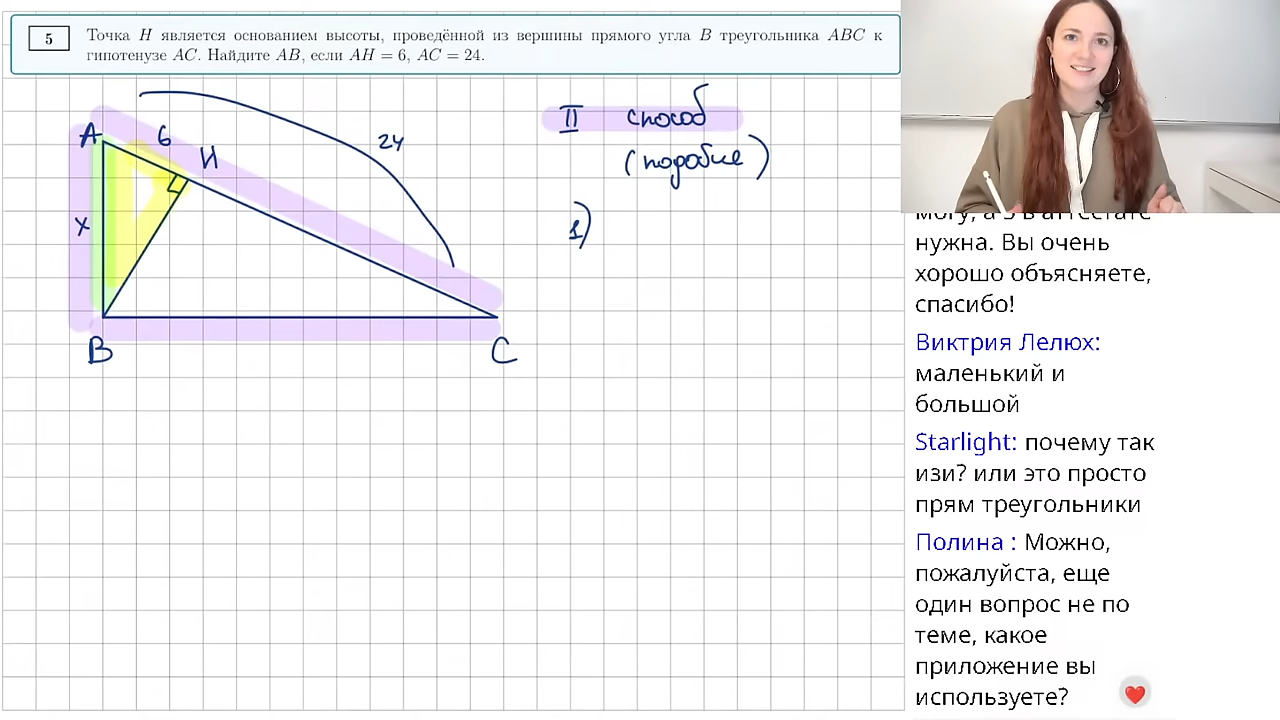 5
Точка H является основанием высоты, проведённой из вершины прямого угла B треугольника ABC к
гипотенузе AC. Найдите AB, если AH = 6, AC = 24.
II способ
(подобие)
1)
A
6
H
24
x
B
C
могу, а 5 в аттестате
нужна. Вы очень
хорошо объясняете,
спасибо!
Виктрия Лелюх:
маленький и
большой
Starlight: почему так
изи? или это просто
прям треугольники
Полина : Можно,
пожалуйста, еще
один вопрос не по
теме, какое
приложение вы
используете?